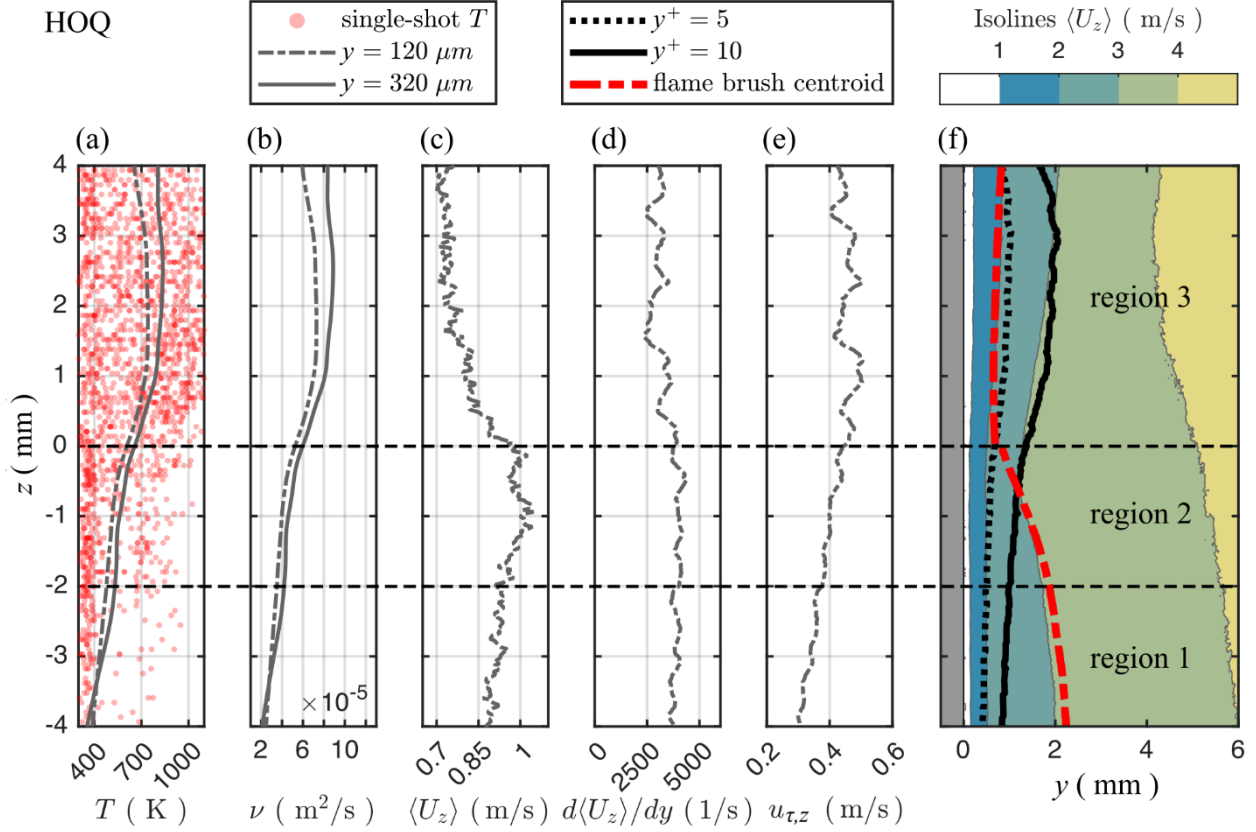 HOQ
single-shot T
y = 120 μm
y = 320 μm
y⁺ = 5
y⁺ = 10
flame brush centroid
Isolines ⟨U_z⟩ ( m/s )
1 2 3 4
(a) (b) (c) (d) (e) (f)
4
3
2
1
0
-1
-2
-3
-4
z ( mm )
region 3
region 2
region 1
×10⁻⁵
400 700 1000
2 6 10
0.7 0.85 1
0 2500 5000
0.2 0.4 0.6
0 2 4 6
T ( K )
ν ( m²/s )
⟨U_z⟩ ( m/s )
d⟨U_z⟩/dy ( 1/s )
u_τ,z ( m/s )
y ( mm )